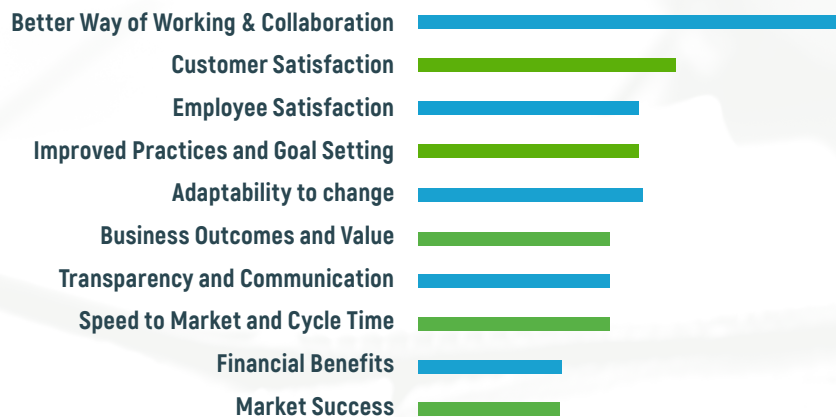 Better Way of Working & Collaboration
Customer Satisfaction
Employee Satisfaction
Improved Practices and Goal Setting
Adaptability to change
Business Outcomes and Value
Transparency and Communication
Speed to Market and Cycle Time
Financial Benefits
Market Success